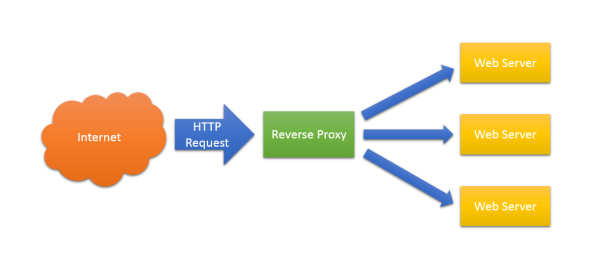 Internet
HTTP
Request
Reverse Proxy
Web Server
Web Server
Web Server